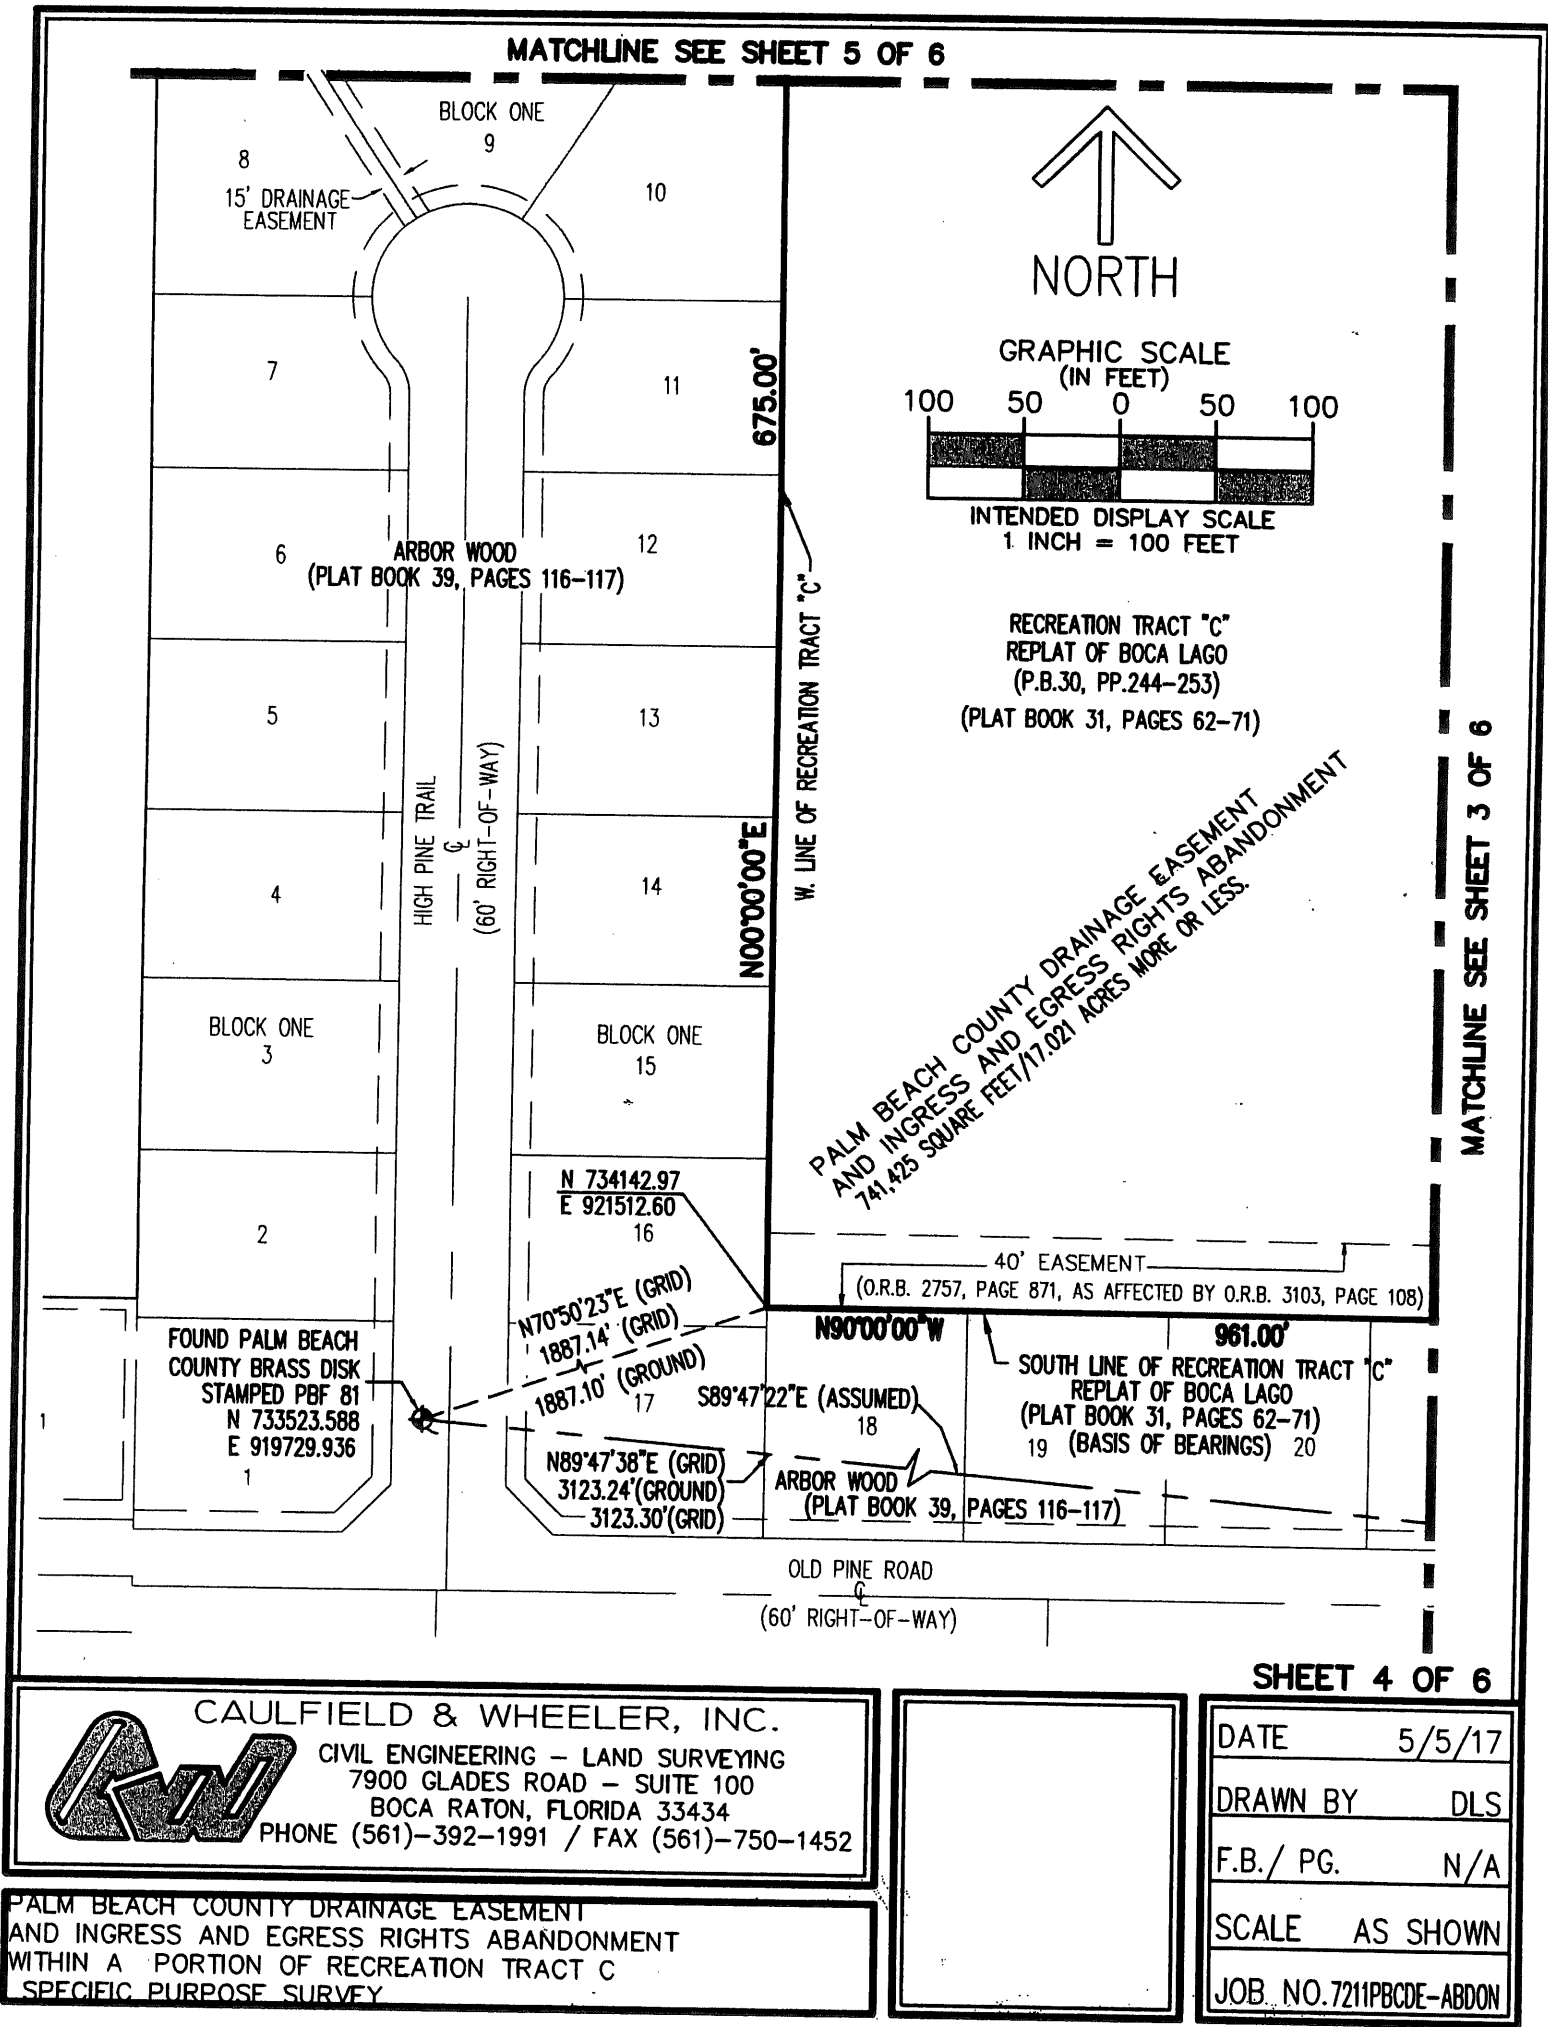 MATCHLINE SEE SHEET 5 OF 6
BLOCK ONE
9
8
15' DRAINAGE
EASEMENT
10
NORTH
7
11
675.00'
GRAPHIC SCALE
(IN FEET)
100 50 0 50 100
INTENDED DISPLAY SCALE
1 INCH = 100 FEET
6
ARBOR WOOD
(PLAT BOOK 39, PAGES 116-117)
12
W. LINE OF RECREATION TRACT "C"
RECREATION TRACT "C"
REPLAT OF BOCA LAGO
(P.B.30, PP.244-253)
(PLAT BOOK 31, PAGES 62-71)
5
13
HIGH PINE TRAIL
℄
(60' RIGHT-OF-WAY)
4
14
N00°00'00"E
PALM BEACH COUNTY DRAINAGE EASEMENT
AND INGRESS AND EGRESS RIGHTS ABANDONMENT
741,425 SQUARE FEET/17.021 ACRES MORE OR LESS.
MATCHLINE SEE SHEET 3 OF 6
BLOCK ONE
3
BLOCK ONE
15
2
N 734142.97
E 921512.60
16
40' EASEMENT
(O.R.B. 2757, PAGE 871, AS AFFECTED BY O.R.B. 3103, PAGE 108)
N70°50'23"E (GRID)
1887.14' (GRID)
1887.10' (GROUND)
17
N90°00'00"W
961.00'
FOUND PALM BEACH
COUNTY BRASS DISK
STAMPED PBF 81
N 733523.588
E 919729.936
1
1
SOUTH LINE OF RECREATION TRACT "C"
REPLAT OF BOCA LAGO
(PLAT BOOK 31, PAGES 62-71)
19 (BASIS OF BEARINGS) 20
S89°47'22"E (ASSUMED)
18
N89°47'38"E (GRID)
3123.24'(GROUND)
3123.30'(GRID)
ARBOR WOOD
(PLAT BOOK 39, PAGES 116-117)
OLD PINE ROAD
℄
(60' RIGHT-OF-WAY)
SHEET 4 OF 6
CAULFIELD & WHEELER, INC.
CIVIL ENGINEERING - LAND SURVEYING
7900 GLADES ROAD - SUITE 100
BOCA RATON, FLORIDA 33434
PHONE (561)-392-1991 / FAX (561)-750-1452
PALM BEACH COUNTY DRAINAGE EASEMENT
AND INGRESS AND EGRESS RIGHTS ABANDONMENT
WITHIN A PORTION OF RECREATION TRACT C
SPECIFIC PURPOSE SURVEY
DATE 5/5/17
DRAWN BY DLS
F.B./ PG. N/A
SCALE AS SHOWN
JOB NO. 7211PBCDE-ABDON